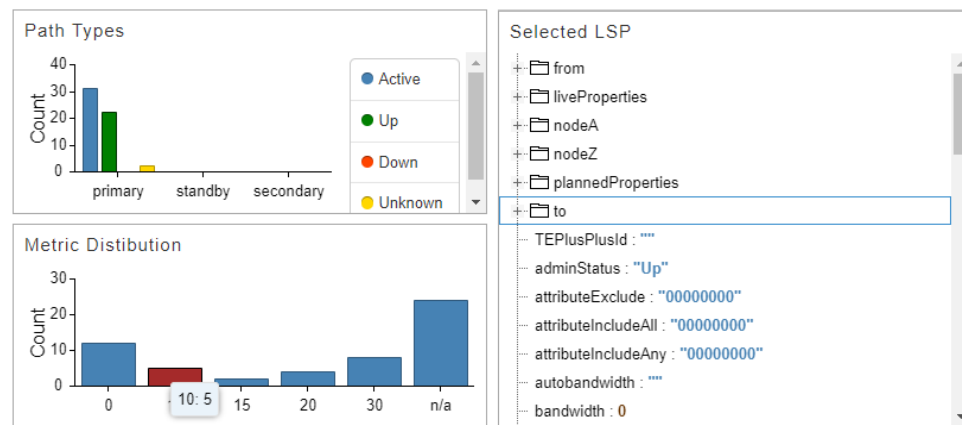 Path Types
Count
40
30
20
10
0
primary standby secondary
Active
Up
Down
Unknown
Metric Distibution
Count
30
20
10
0
0 15 20 30 n/a
10: 5
Selected LSP
from
liveProperties
nodeA
nodeZ
plannedProperties
to
TEPlusPlusId : ""
adminStatus : "Up"
attributeExclude : "00000000"
attributeIncludeAll : "00000000"
attributeIncludeAny : "00000000"
autobandwidth : ""
bandwidth : 0